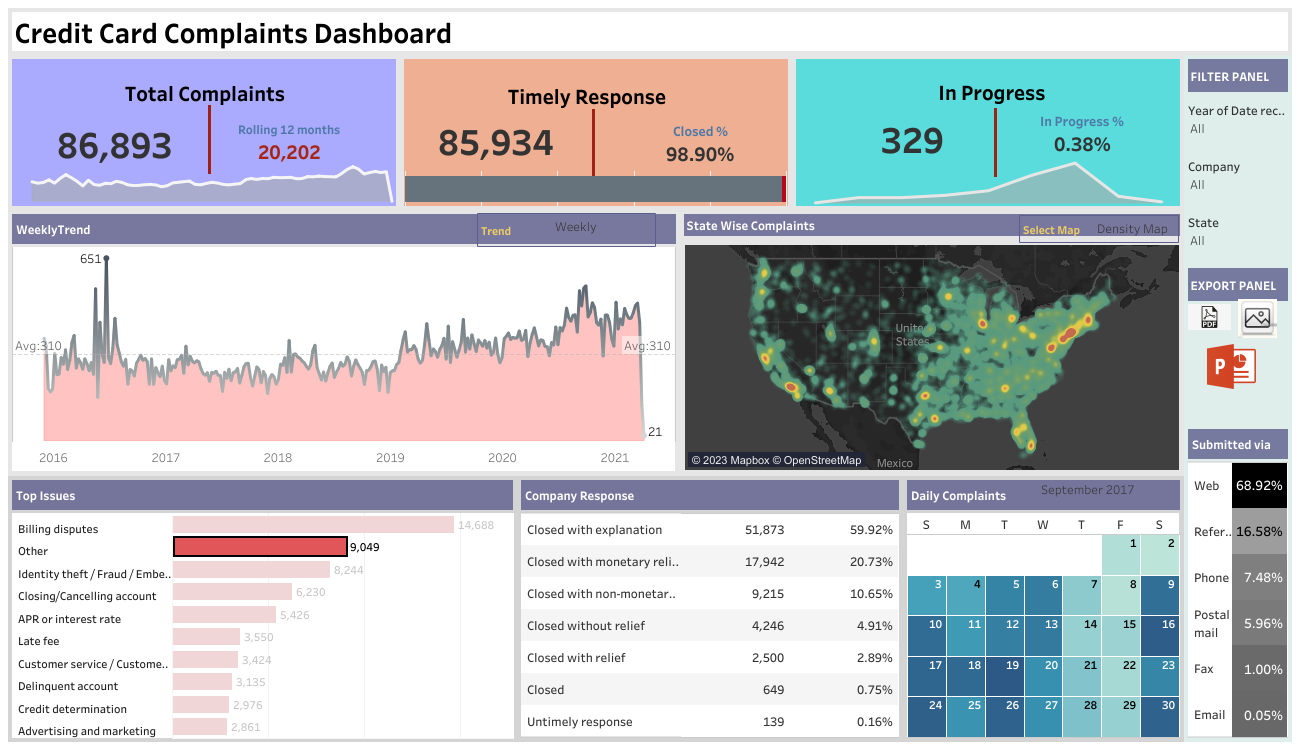 Credit Card Complaints Dashboard
Total Complaints
86,893
Rolling 12 months
20,202
Timely Response
85,934
Closed %
98.90%
In Progress
329
In Progress %
0.38%
FILTER PANEL
Year of Date rec..
All
Company
All
State
All
WeeklyTrend
Trend
Weekly
651
Avg:310
Avg:310
21
2016 2017 2018 2019 2020 2021
State Wise Complaints
Select Map
Density Map
United
States
Mexico
© 2023 Mapbox © OpenStreetMap
EXPORT PANEL
PDF
P
Submitted via
Web 68.92%
Refer.. 16.58%
Phone 7.48%
Postal
mail 5.96%
Fax 1.00%
Email 0.05%
Top Issues
Billing disputes 14,688
Other 9,049
Identity theft / Fraud / Embe.. 8,244
Closing/Cancelling account 6,230
APR or interest rate 5,426
Late fee 3,550
Customer service / Custome.. 3,424
Delinquent account 3,135
Credit determination 2,976
Advertising and marketing 2,861
Company Response
Closed with explanation 51,873 59.92%
Closed with monetary reli.. 17,942 20.73%
Closed with non-monetar.. 9,215 10.65%
Closed without relief 4,246 4.91%
Closed with relief 2,500 2.89%
Closed 649 0.75%
Untimely response 139 0.16%
Daily Complaints
September 2017
S M T W T F S
1 2
3 4 5 6 7 8 9
10 11 12 13 14 15 16
17 18 19 20 21 22 23
24 25 26 27 28 29 30